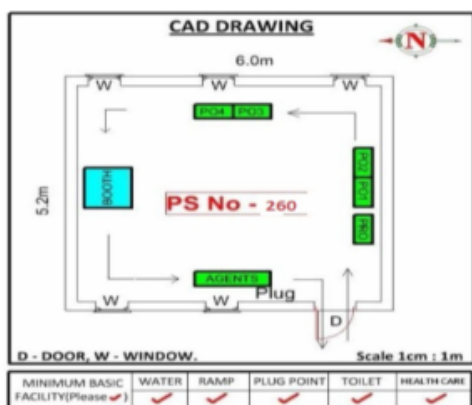 CAD DRAWING
N
6.0m
W W W
PO4 PO3
5.2m
BOOTH
PO2
PO1
PRO
PS No - 260
AGENTS
Plug
W W
D
D - DOOR, W - WINDOW.
Scale 1cm : 1m
MINIMUM BASIC FACILITY(Please ✓)
WATER
RAMP
PLUG POINT
TOILET
HEALTH CARE
✓ ✓ ✓ ✓ ✓